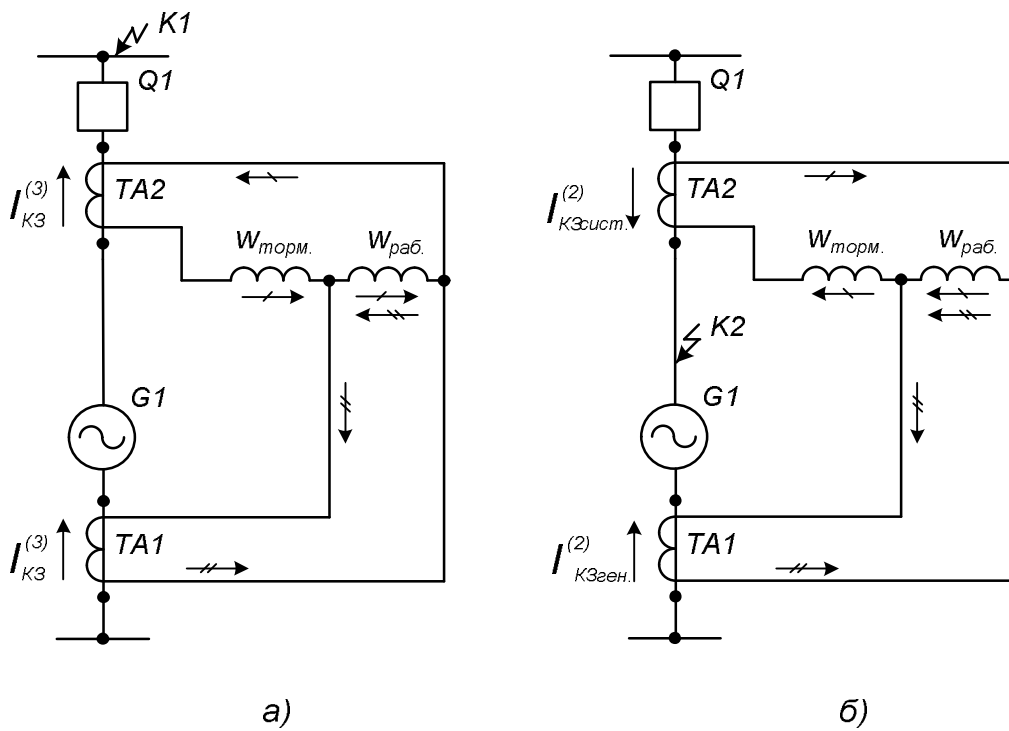 K1
Q1
I(3)КЗ
TA2
wторм.
wраб.
G1
I(3)КЗ
TA1
а)
Q1
I(2)КЗсист.
TA2
wторм.
wраб.
K2
G1
I(2)КЗген.
TA1
б)